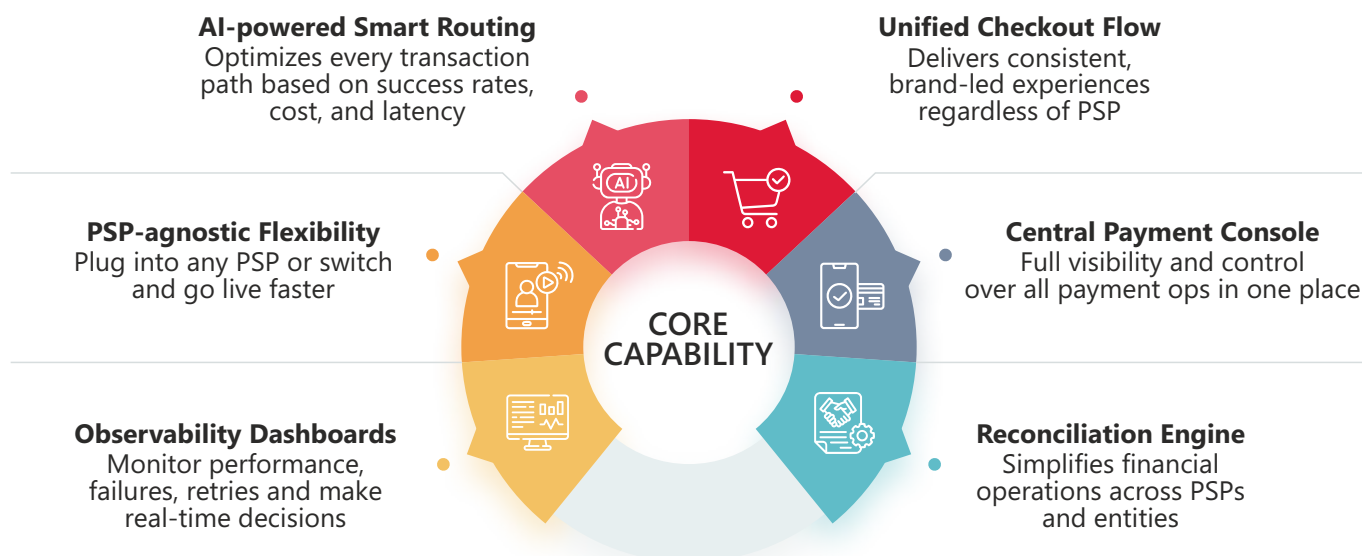 AI-powered Smart Routing
Optimizes every transaction
path based on success rates,
cost, and latency
Unified Checkout Flow
Delivers consistent,
brand-led experiences
regardless of PSP
PSP-agnostic Flexibility
Plug into any PSP or switch
and go live faster
AI
CORE
CAPABILITY
Central Payment Console
Full visibility and control
over all payment ops in one place
Observability Dashboards
Monitor performance,
failures, retries and make
real-time decisions
Reconciliation Engine
Simplifies financial
operations across PSPs
and entities